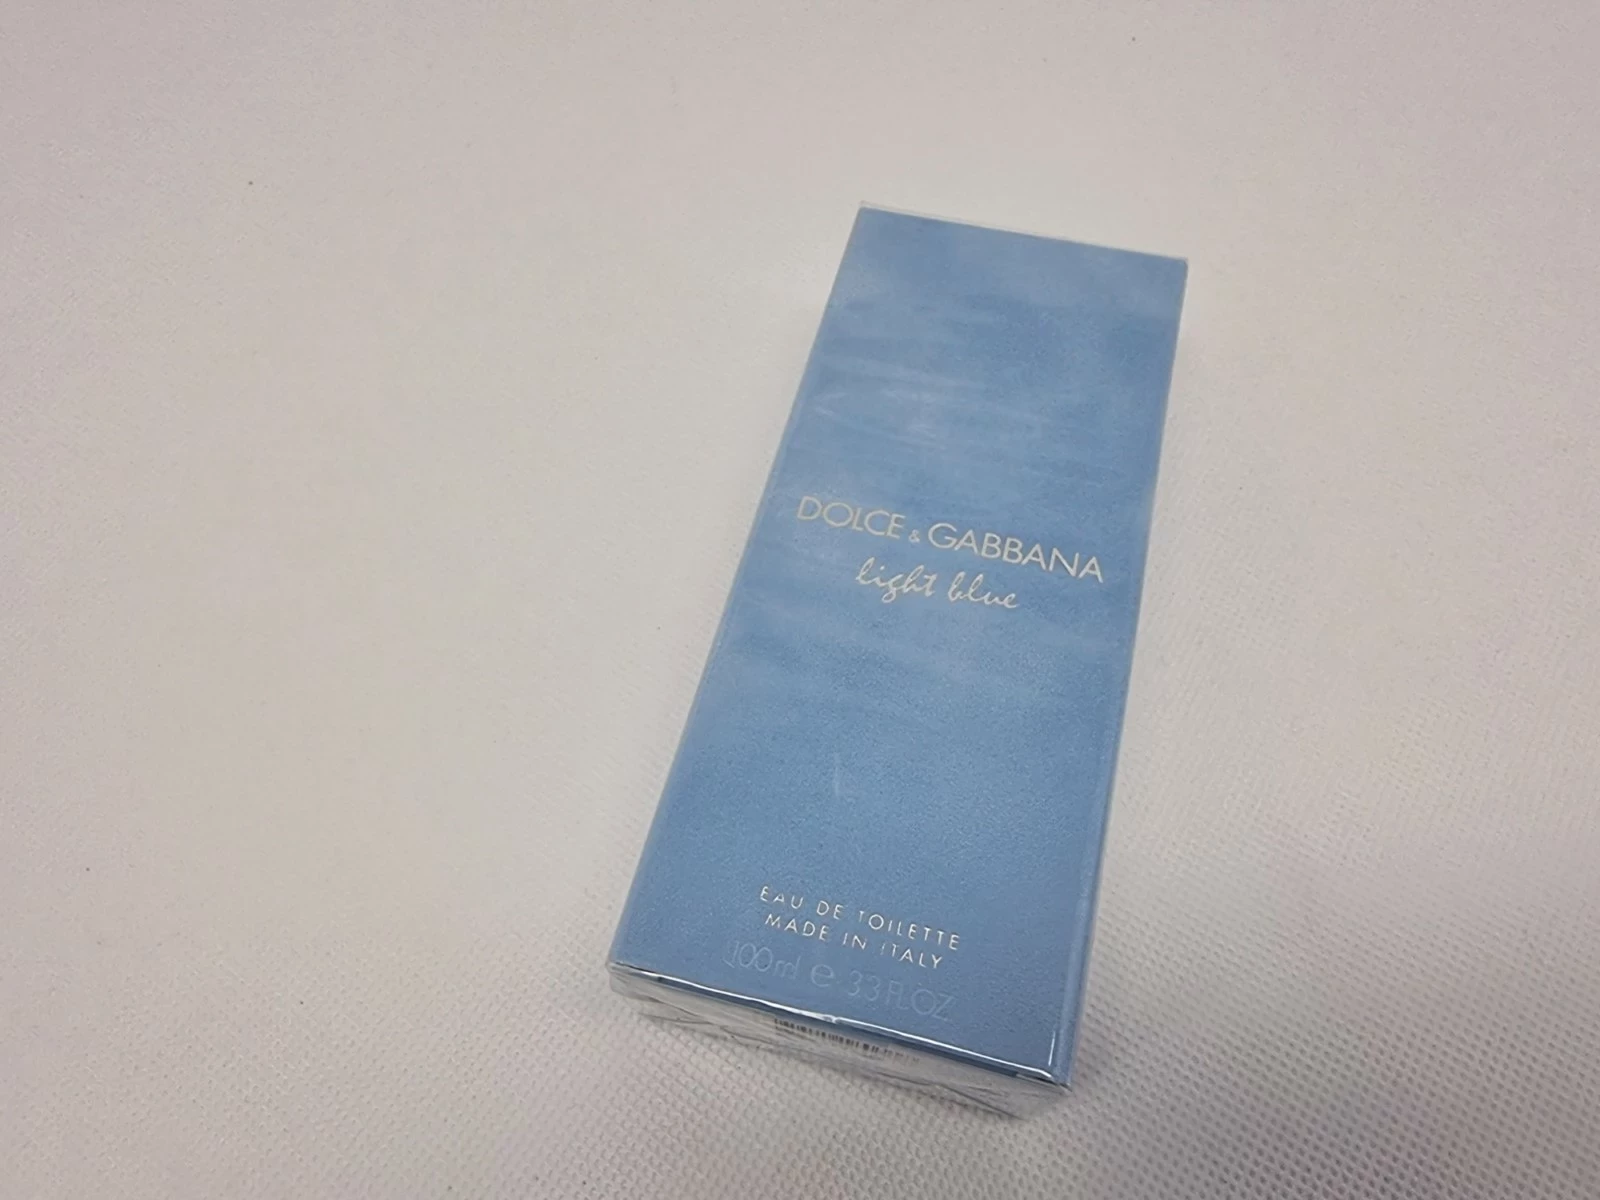 DOLCE & GABBANA
light blue
EAU DE TOILETTE
MADE IN ITALY
100ml e 3.3 FL.OZ